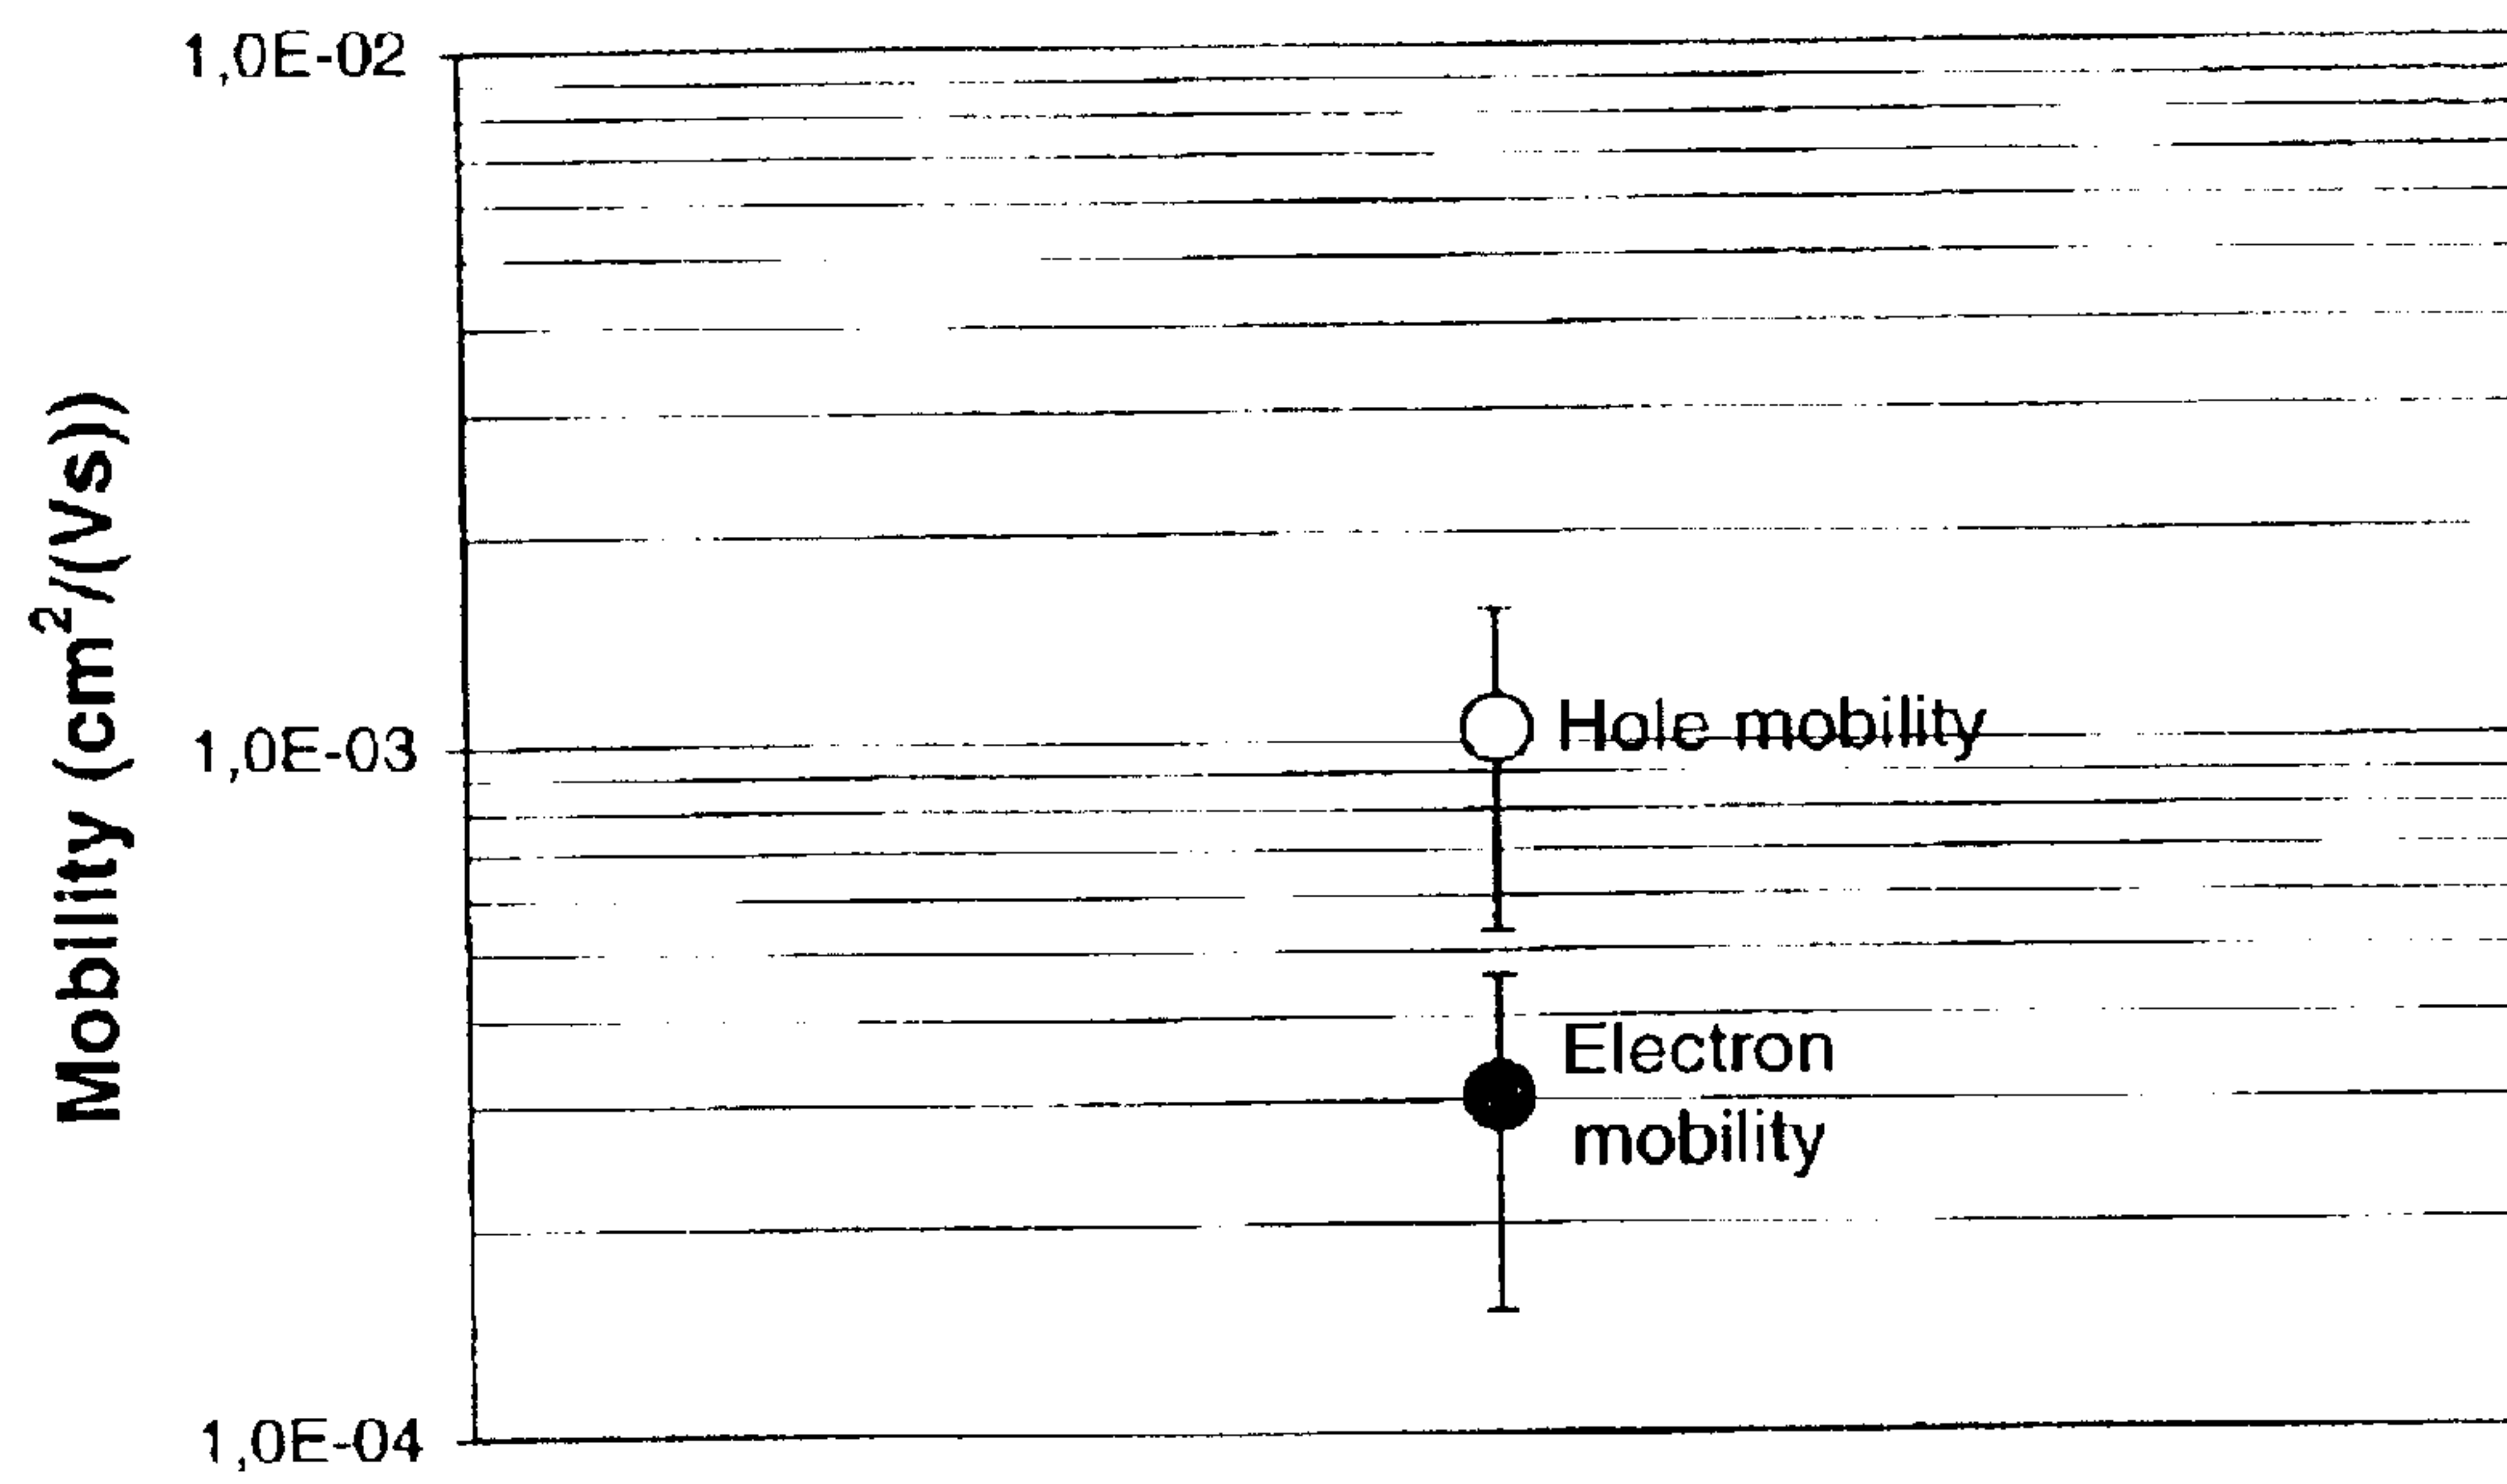 1,0E-02
Mobility (cm²/(Vs))
Hole mobility
1,0E-03
Electron
mobility
1,0E-04